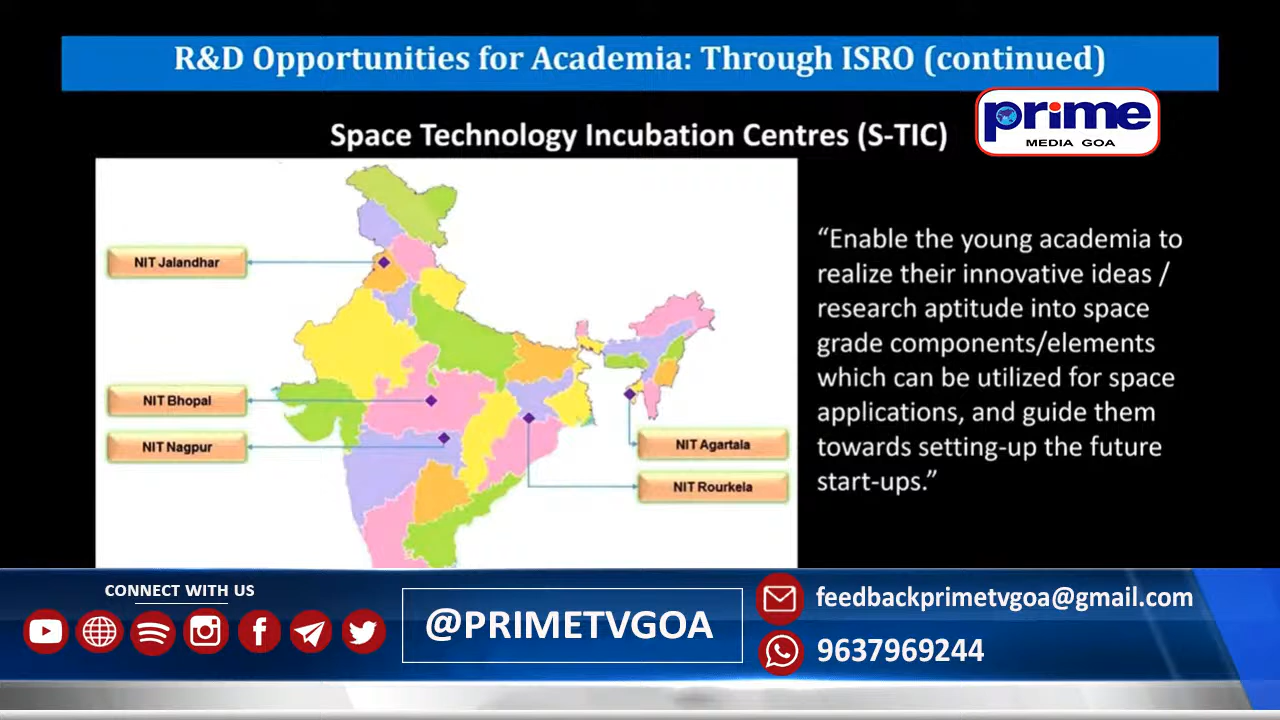 R&D Opportunities for Academia: Through ISRO (continued)
prime
MEDIA GOA
Space Technology Incubation Centres (S-TIC)
NIT Jalandhar
NIT Bhopal
NIT Nagpur
NIT Agartala
NIT Rourkela
“Enable the young academia to
realize their innovative ideas /
research aptitude into space
grade components/elements
which can be utilized for space
applications, and guide them
towards setting-up the future
start-ups.”
CONNECT WITH US
@PRIMETVGOA
feedbackprimetvgoa@gmail.com
9637969244